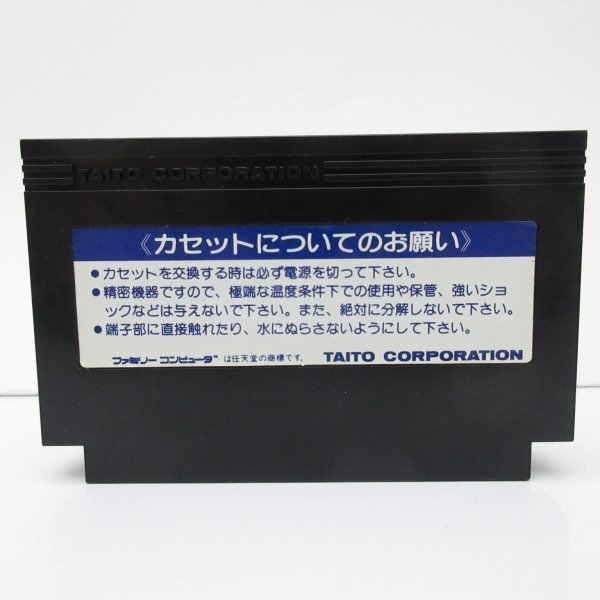 TAITO CORPORATION
《カセットについてのお願い》
●カセットを交換する時は必ず電源を切って下さい。
●精密機器ですので、極端な温度条件下での使用や保管、強いショ
ックなどは与えないで下さい。また、絶対に分解しないで下さい。
●端子部に直接触れたり、水にぬらさないようにして下さい。
ファミリーコンピュータ™は任天堂の商標です。 TAITO CORPORATION